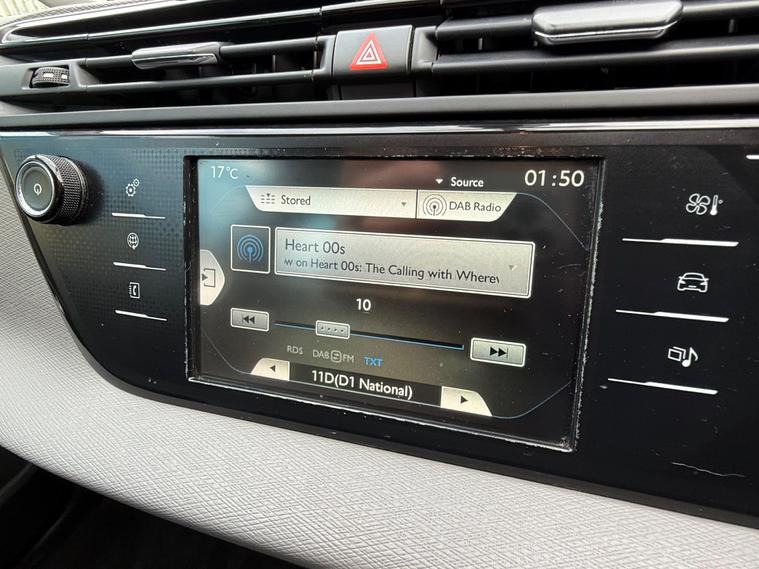 17°C
Source
01:50
Stored
DAB Radio
Heart 00s
w on Heart 00s: The Calling with Wherev
10
RDS DAB S FM TXT
11D(D1 National)